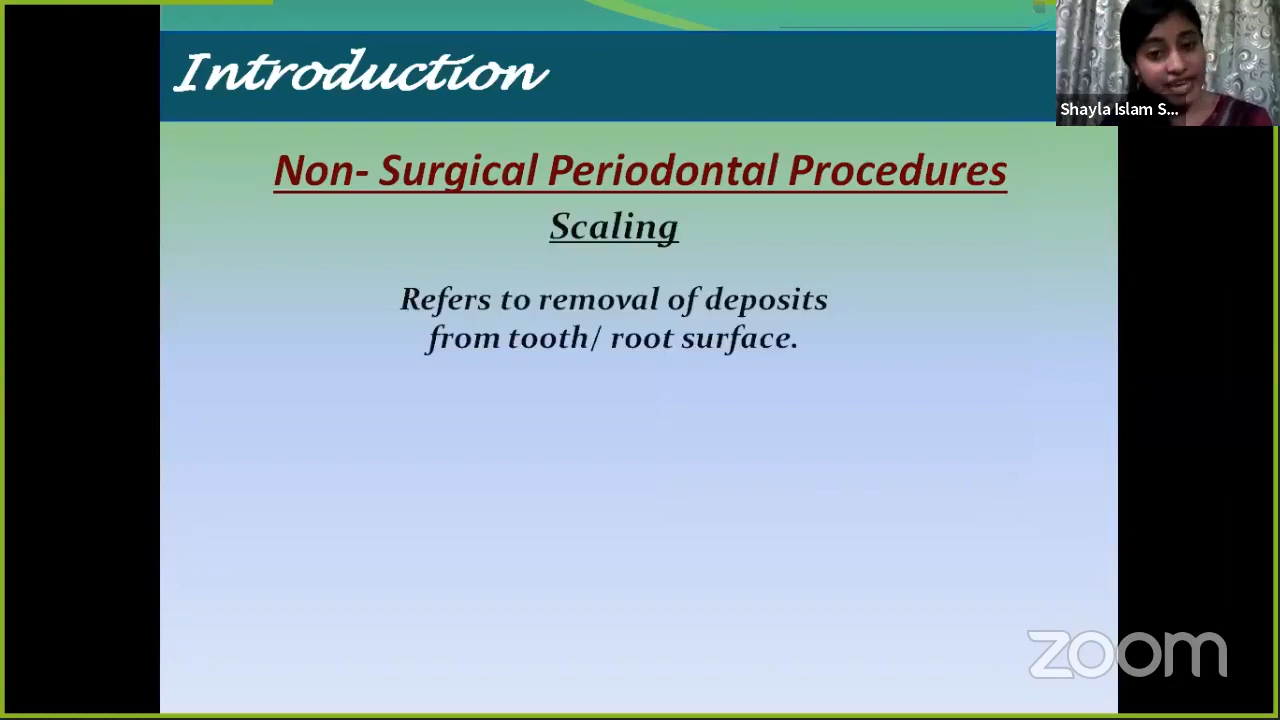 Introduction
Shayla Islam S...
Non- Surgical Periodontal Procedures
Scaling
Refers to removal of deposits
from tooth/ root surface.
zoom